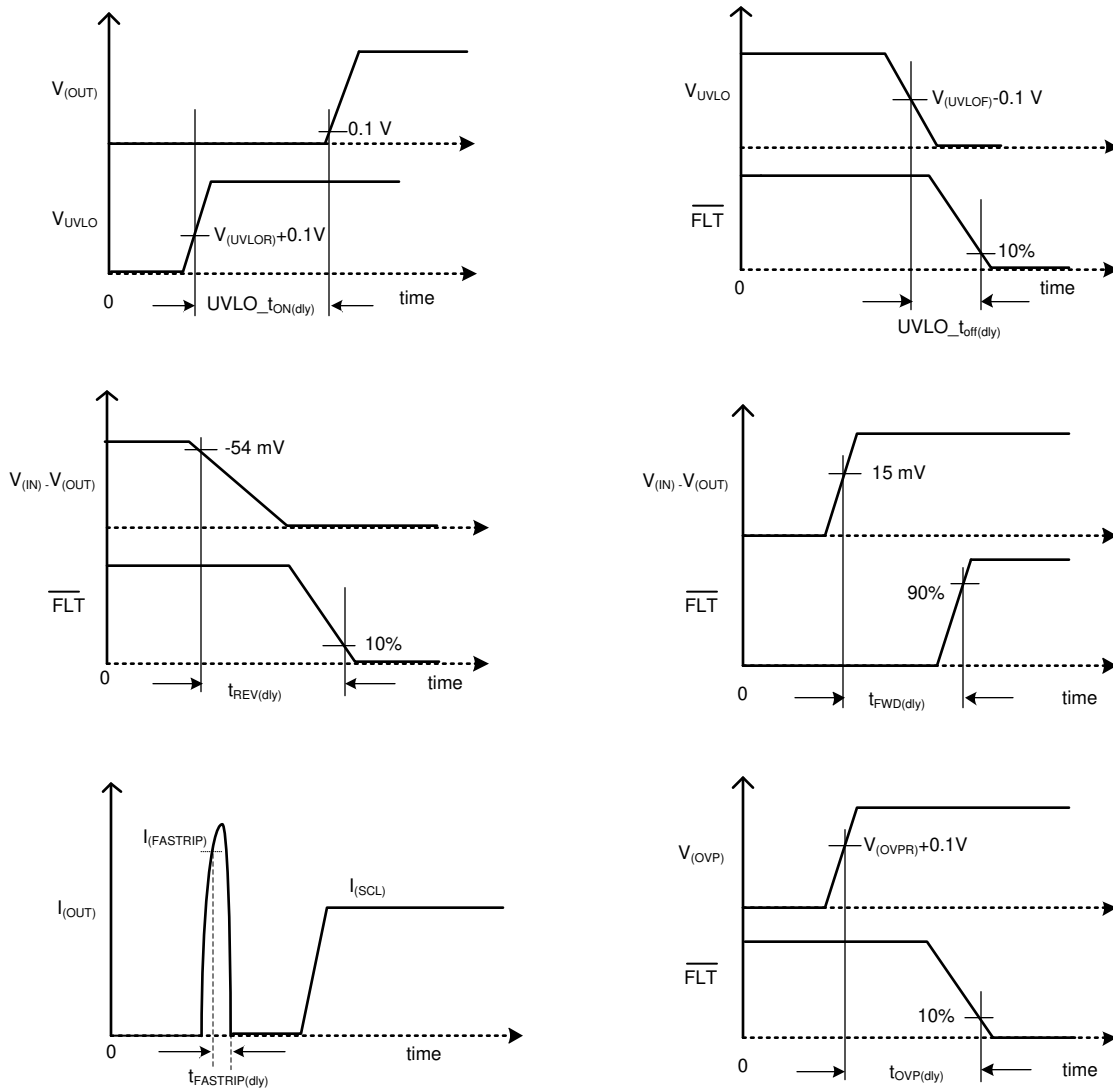 V(OUT)
0.1 V
VUVLO
V(UVLOR)+0.1V
0
UVLO_tON(dly)
time
VUVLO
V(UVLOF)-0.1 V
FLT
10%
0
time
UVLO_toff(dly)
-54 mV
V(IN) -V(OUT)
FLT
10%
0
tREV(dly)
time
15 mV
V(IN) -V(OUT)
90%
FLT
0
tFWD(dly)
time
I(FASTRIP)
I(SCL)
I(OUT)
0
time
tFASTRIP(dly)
V(OVP)
V(OVPR)+0.1V
FLT
10%
0
tOVP(dly)
time